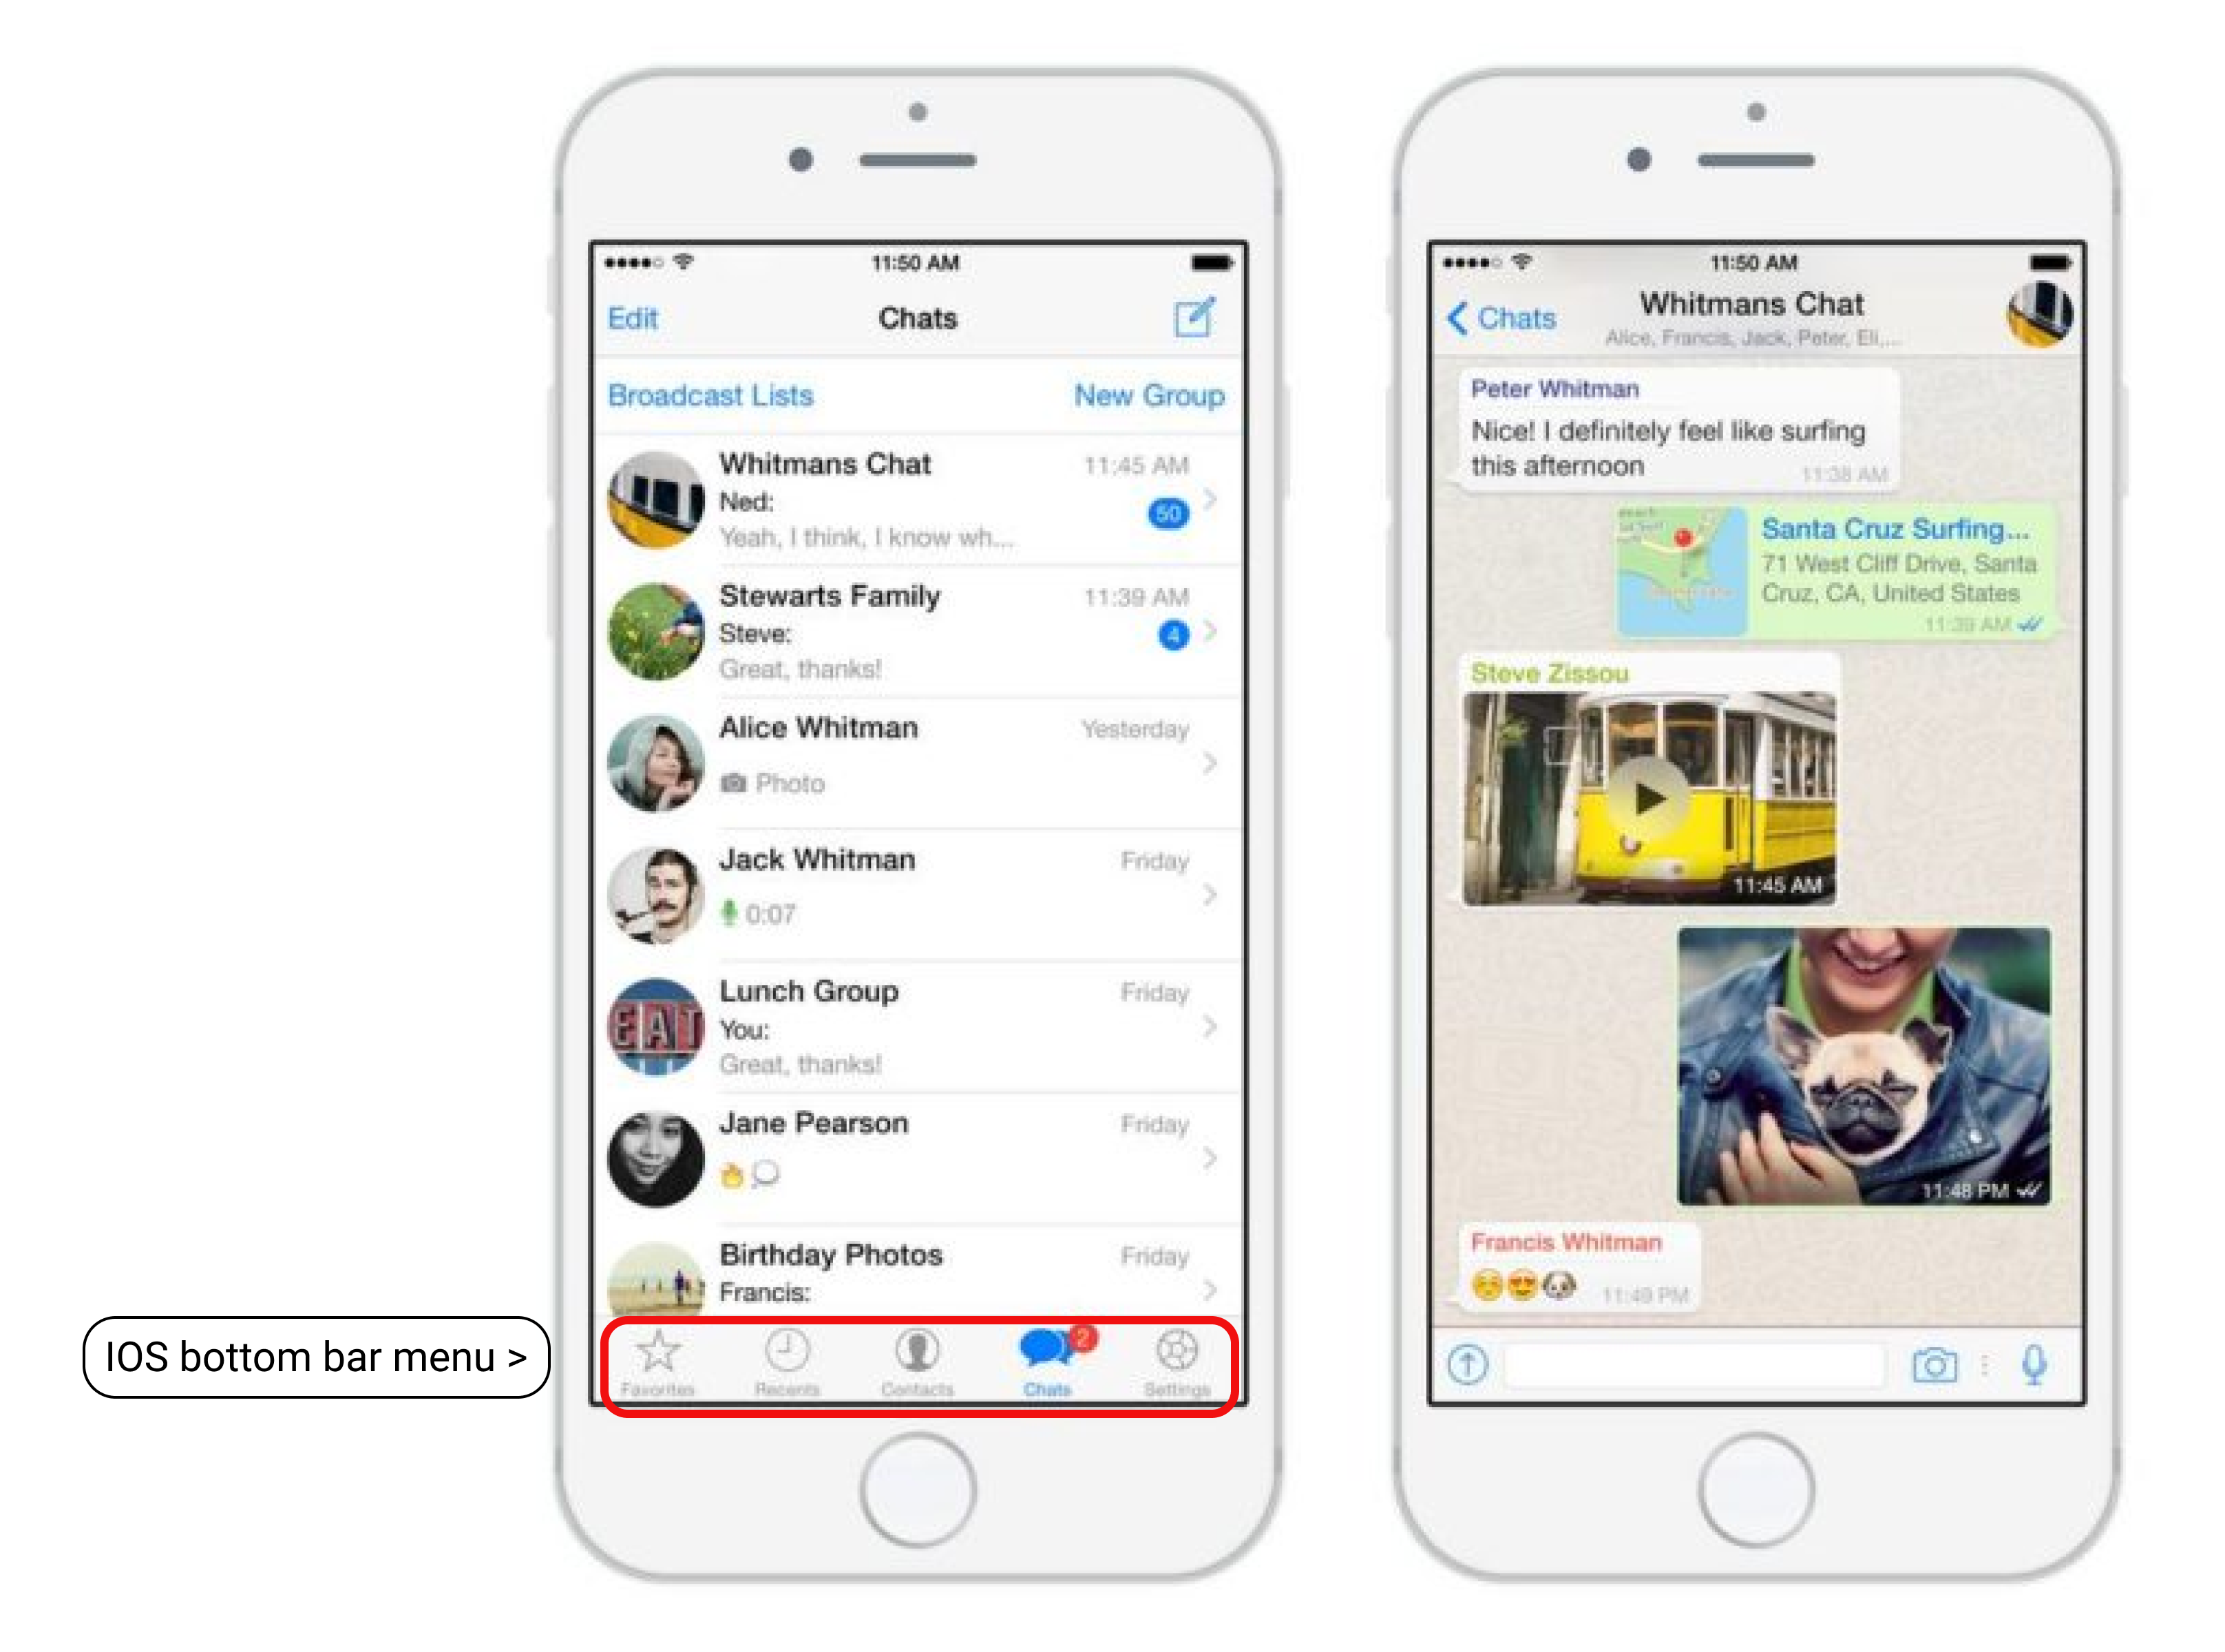 11:50 AM
Edit
Chats
Broadcast Lists
New Group
Whitmans Chat
11:45 AM
Ned:
50
Yeah, I think, I know wh...
Stewarts Family
11:39 AM
Steve:
4
Great, thanks!
Alice Whitman
Yesterday
Photo
Jack Whitman
Friday
0:07
EAT
Lunch Group
Friday
You:
Great, thanks!
Jane Pearson
Friday
Birthday Photos
Friday
Francis:
IOS bottom bar menu >
2
Favorites
Recents
Contacts
Chats
Settings
11:50 AM
Chats
Whitmans Chat
Alice, Francis, Jack, Peter, Eli,...
Peter Whitman
Nice! I definitely feel like surfing
this afternoon
11:38 AM
Santa Cruz Surfing...
71 West Cliff Drive, Santa
Cruz, CA, United States
11:39 AM
Steve Zissou
11:45 AM
11:48 PM
Francis Whitman
11:49 PM